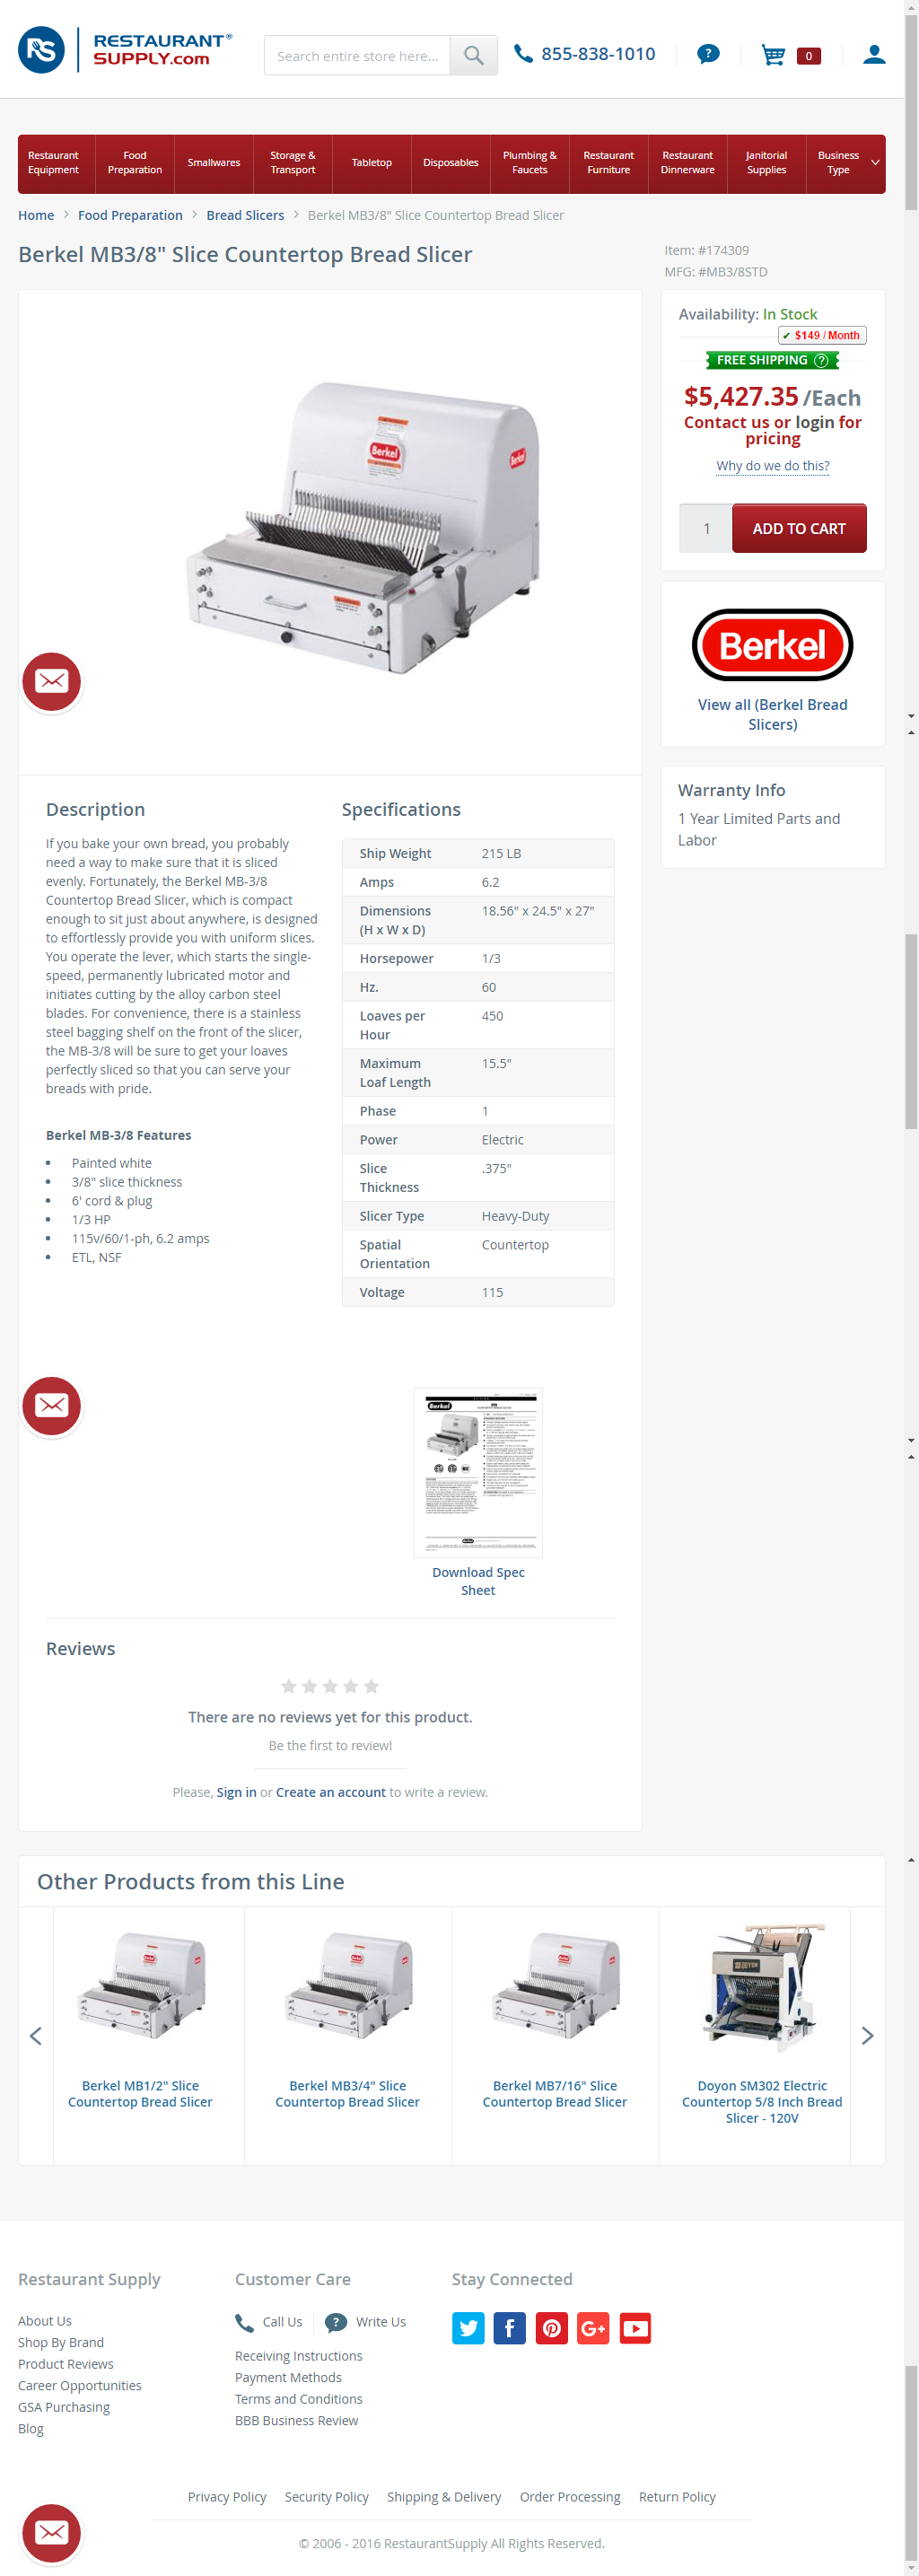 RS RESTAURANT®
SUPPLY.com
Search entire store here...
855-838-1010
?
0
Restaurant Equipment
Food Preparation
Smallwares
Storage & Transport
Tabletop
Disposables
Plumbing & Faucets
Restaurant Furniture
Restaurant Dinnerware
Janitorial Supplies
Business Type
Home > Food Preparation > Bread Slicers > Berkel MB3/8" Slice Countertop Bread Slicer
Berkel MB3/8" Slice Countertop Bread Slicer
Item: #174309
MFG: #MB3/8STD
Berkel
Berkel
Availability: In Stock
✔ $149 / Month
FREE SHIPPING ?
$5,427.35 /Each
Contact us or login for
pricing
Why do we do this?
1
ADD TO CART
Berkel
View all (Berkel Bread
Slicers)
Warranty Info
1 Year Limited Parts and
Labor
Description
If you bake your own bread, you probably
need a way to make sure that it is sliced
evenly. Fortunately, the Berkel MB-3/8
Countertop Bread Slicer, which is compact
enough to sit just about anywhere, is designed
to effortlessly provide you with uniform slices.
You operate the lever, which starts the single-
speed, permanently lubricated motor and
initiates cutting by the alloy carbon steel
blades. For convenience, there is a stainless
steel bagging shelf on the front of the slicer,
the MB-3/8 will be sure to get your loaves
perfectly sliced so that you can serve your
breads with pride.
Berkel MB-3/8 Features
• Painted white
• 3/8" slice thickness
• 6' cord & plug
• 1/3 HP
• 115v/60/1-ph, 6.2 amps
• ETL, NSF
Specifications
Ship Weight 215 LB
Amps 6.2
Dimensions 18.56" x 24.5" x 27"
(H x W x D)
Horsepower 1/3
Hz. 60
Loaves per 450
Hour
Maximum 15.5"
Loaf Length
Phase 1
Power Electric
Slice .375"
Thickness
Slicer Type Heavy-Duty
Spatial Countertop
Orientation
Voltage 115
Berkel
Download Spec
Sheet
Reviews
There are no reviews yet for this product.
Be the first to review!
Please, Sign in or Create an account to write a review.
Other Products from this Line
Berkel MB1/2" Slice
Countertop Bread Slicer
Berkel MB3/4" Slice
Countertop Bread Slicer
Berkel MB7/16" Slice
Countertop Bread Slicer
DOYON
Doyon SM302 Electric
Countertop 5/8 Inch Bread
Slicer - 120V
Restaurant Supply
About Us
Shop By Brand
Product Reviews
Career Opportunities
GSA Purchasing
Blog
Customer Care
Call Us
? Write Us
Receiving Instructions
Payment Methods
Terms and Conditions
BBB Business Review
Stay Connected
f
G+
Privacy Policy Security Policy Shipping & Delivery Order Processing Return Policy
© 2006 - 2016 RestaurantSupply All Rights Reserved.